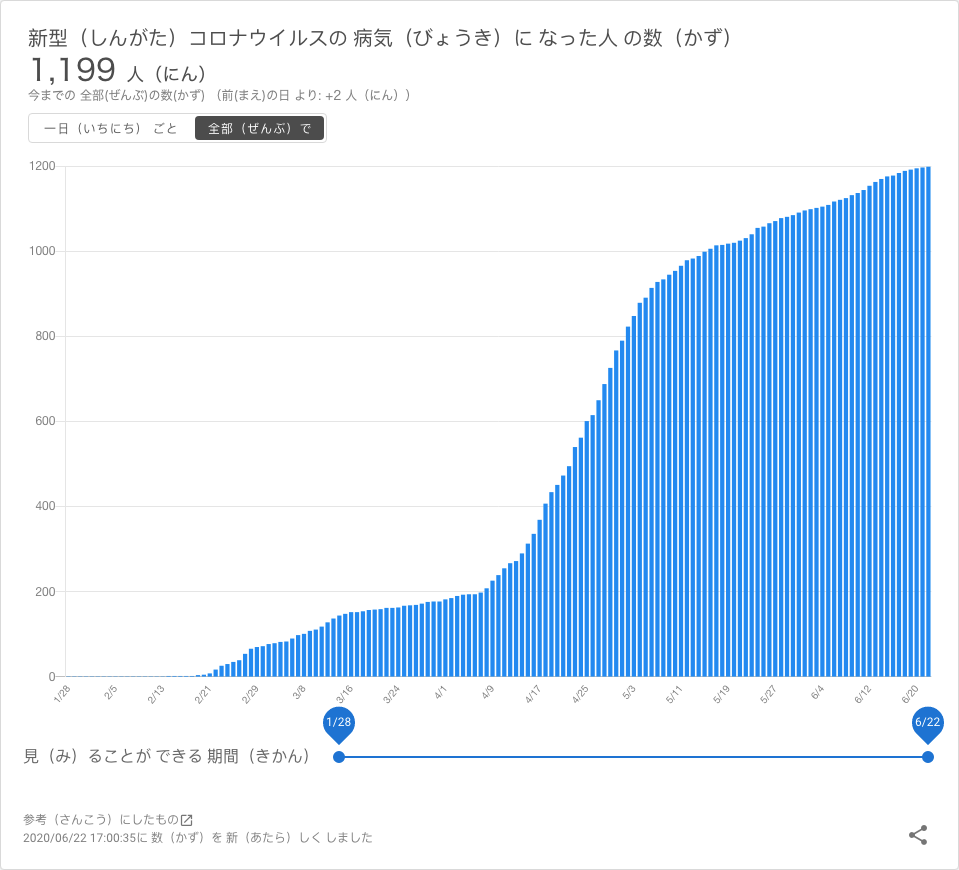 新型（しんがた）コロナウイルスの 病気（びょうき）に なった人 の数（かず）
1,199 人（にん）
今までの 全部(ぜんぶ)の数(かず) （前(まえ)の日 より: +2 人（にん））
一日（いちにち） ごと 全部（ぜんぶ）で
1200
1000
800
600
400
200
0
1/28 2/5 2/13 2/21 2/29 3/8 3/16 3/24 4/1 4/9 4/17 4/25 5/3 5/11 5/19 5/27 6/4 6/12 6/20
1/28 6/22
見（み）ることが できる 期間（きかん）
参考（さんこう）にしたもの
2020/06/22 17:00:35に 数（かず）を 新（あたら）しく しました